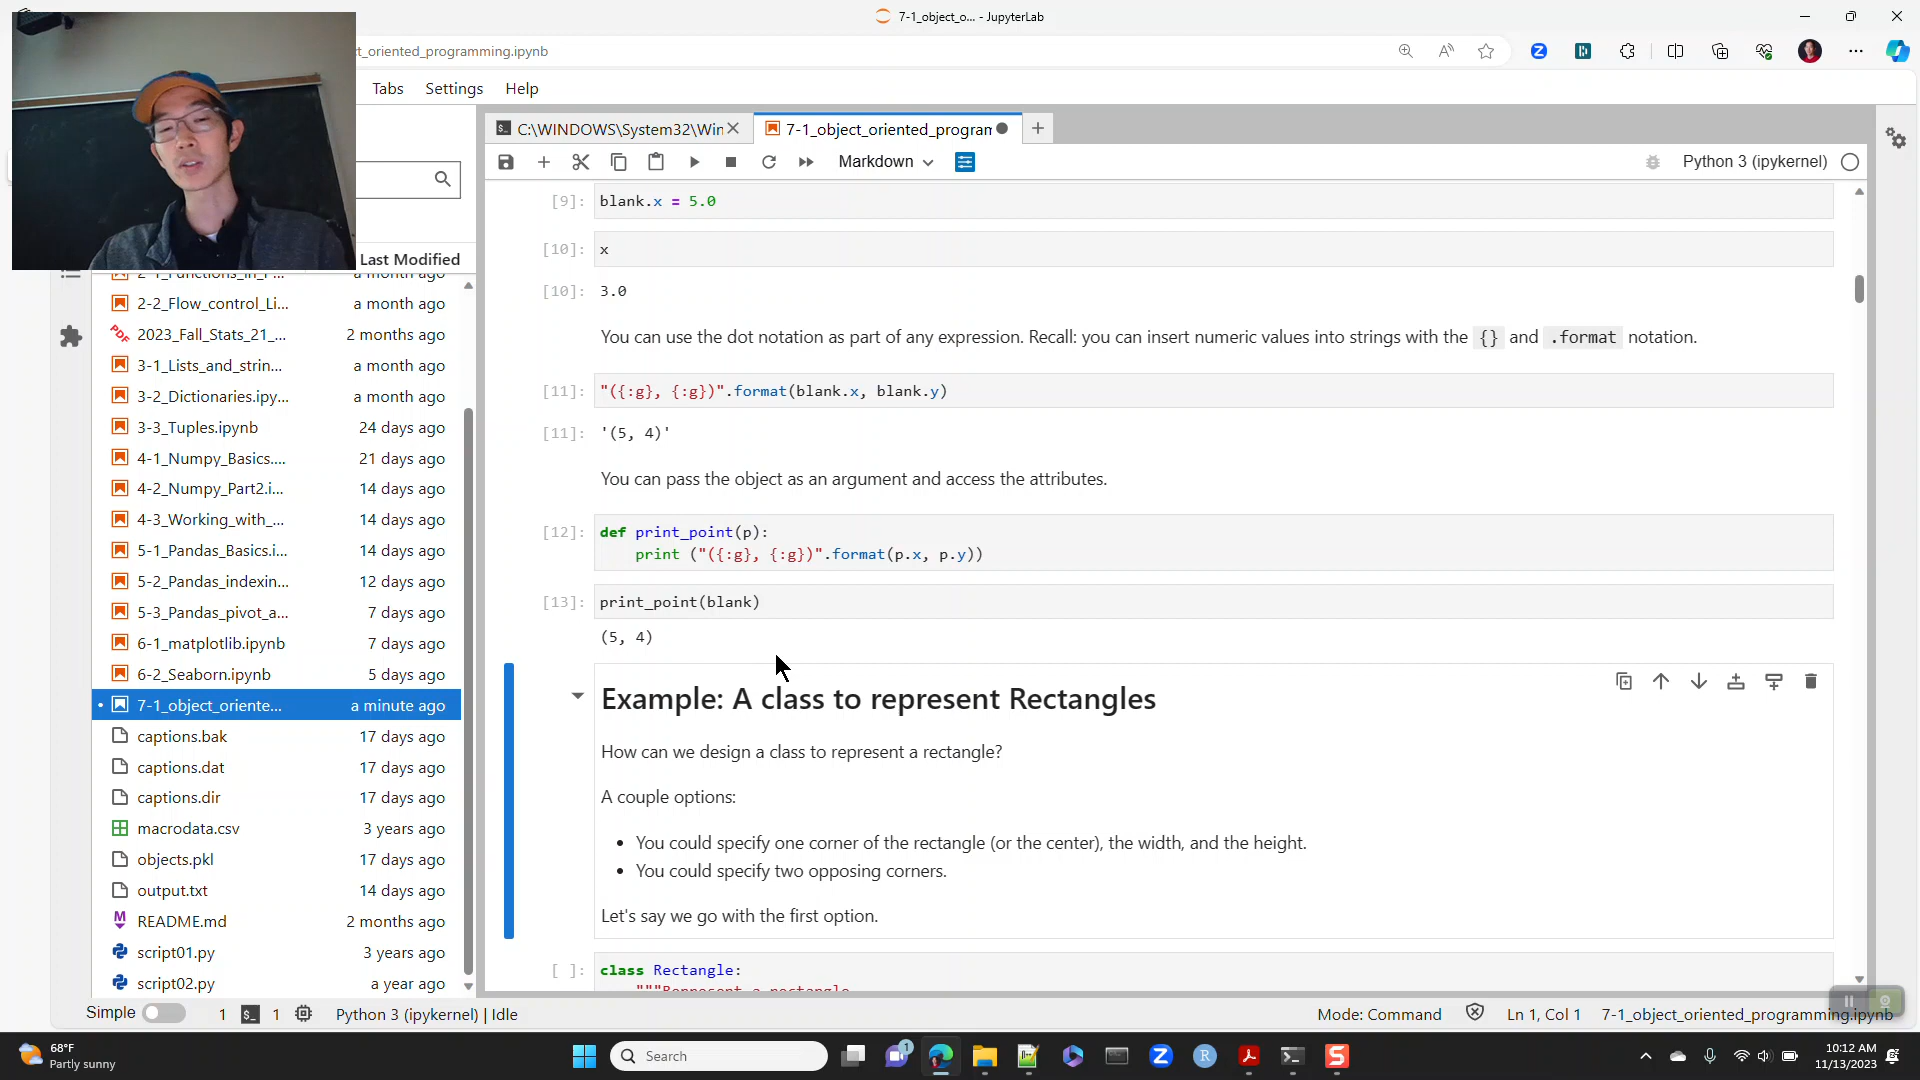 7-1_object_o... - JupyterLab
t_oriented_programming.ipynb
Tabs Settings Help
C:\WINDOWS\System32\Win
7-1_object_oriented_program
Markdown
Python 3 (ipykernel)
Last Modified
a month ago
2-2_Flow_control_Li... a month ago
2023_Fall_Stats_21_... 2 months ago
3-1_Lists_and_strin... a month ago
3-2_Dictionaries.ipy... a month ago
3-3_Tuples.ipynb 24 days ago
4-1_Numpy_Basics.... 21 days ago
4-2_Numpy_Part2.i... 14 days ago
4-3_Working_with_... 14 days ago
5-1_Pandas_Basics.i... 14 days ago
5-2_Pandas_indexin... 12 days ago
5-3_Pandas_pivot_a... 7 days ago
6-1_matplotlib.ipynb 7 days ago
6-2_Seaborn.ipynb 5 days ago
7-1_object_oriente... a minute ago
captions.bak 17 days ago
captions.dat 17 days ago
captions.dir 17 days ago
macrodata.csv 3 years ago
objects.pkl 17 days ago
output.txt 14 days ago
README.md 2 months ago
script01.py 3 years ago
script02.py a year ago
[9]: blank.x = 5.0
[10]: x
[10]: 3.0
You can use the dot notation as part of any expression. Recall: you can insert numeric values into strings with the {} and .format notation.
[11]: "({:g}, {:g})".format(blank.x, blank.y)
[11]: '(5, 4)'
You can pass the object as an argument and access the attributes.
[12]: def print_point(p):
print ("({:g}, {:g})".format(p.x, p.y))
[13]: print_point(blank)
(5, 4)
Example: A class to represent Rectangles
How can we design a class to represent a rectangle?
A couple options:
• You could specify one corner of the rectangle (or the center), the width, and the height.
• You could specify two opposing corners.
Let's say we go with the first option.
[ ]: class Rectangle:
"""Represent a rectangle
Simple 1 1 Python 3 (ipykernel) | Idle
Mode: Command Ln 1, Col 1 7-1_object_oriented_programming.ipynb
68°F
Partly sunny
Search
1
10:12 AM
11/13/2023